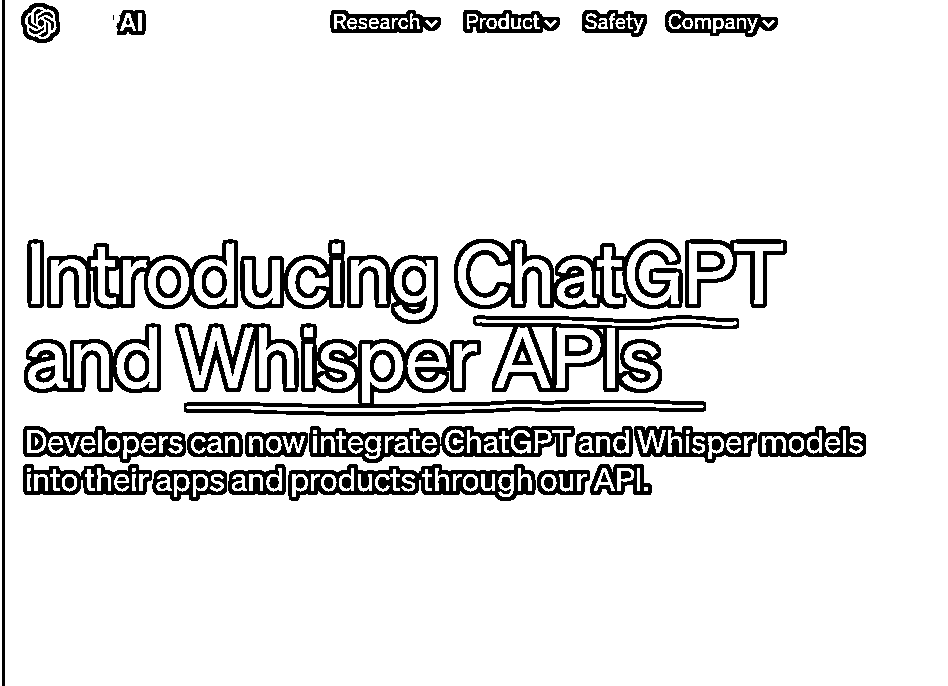 AI
Research Product Safety Company
Introducing ChatGPT
and Whisper APIs
Developers can now integrate ChatGPT and Whisper models
into their apps and products through our API.